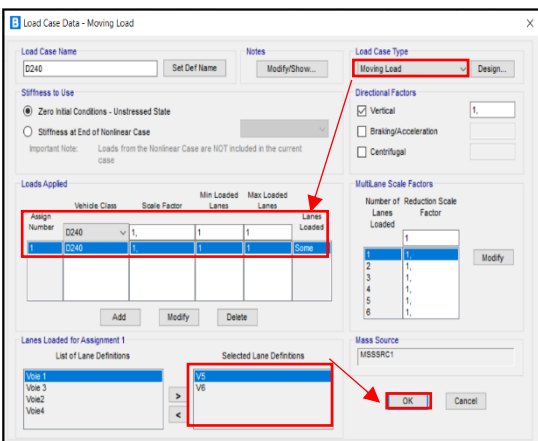 B Load Case Data - Moving Load
X
Load Case Name
Notes
Load Case Type
D240
Set Def Name
Modify/Show...
Moving Load
Design...
Stiffness to Use
Directional Factors
Zero Initial Conditions - Unstressed State
Vertical
1,
Stiffness at End of Nonlinear Case
Braking/Acceleration
Important Note: Loads from the Nonlinear Case are NOT included in the current case
Centrifugal
Loads Applied
MultiLane Scale Factors
Assign Number
Vehicle Class
Scale Factor
Min Loaded Lanes
Max Loaded Lanes
Lanes Loaded
D240
1,
1
1
1
D240
1,
1
1
Some
Add
Modify
Delete
Number of Lanes Loaded
Reduction Scale Factor
1
1
1,
2
1,
3
1,
4
1,
5
1,
6
1,
Modify
Lanes Loaded for Assignment 1
List of Lane Definitions
Selected Lane Definitions
Voie 1
Voie 3
Voie2
Voie4
>
<
V5
V6
Mass Source
MSSSRC1
OK
Cancel